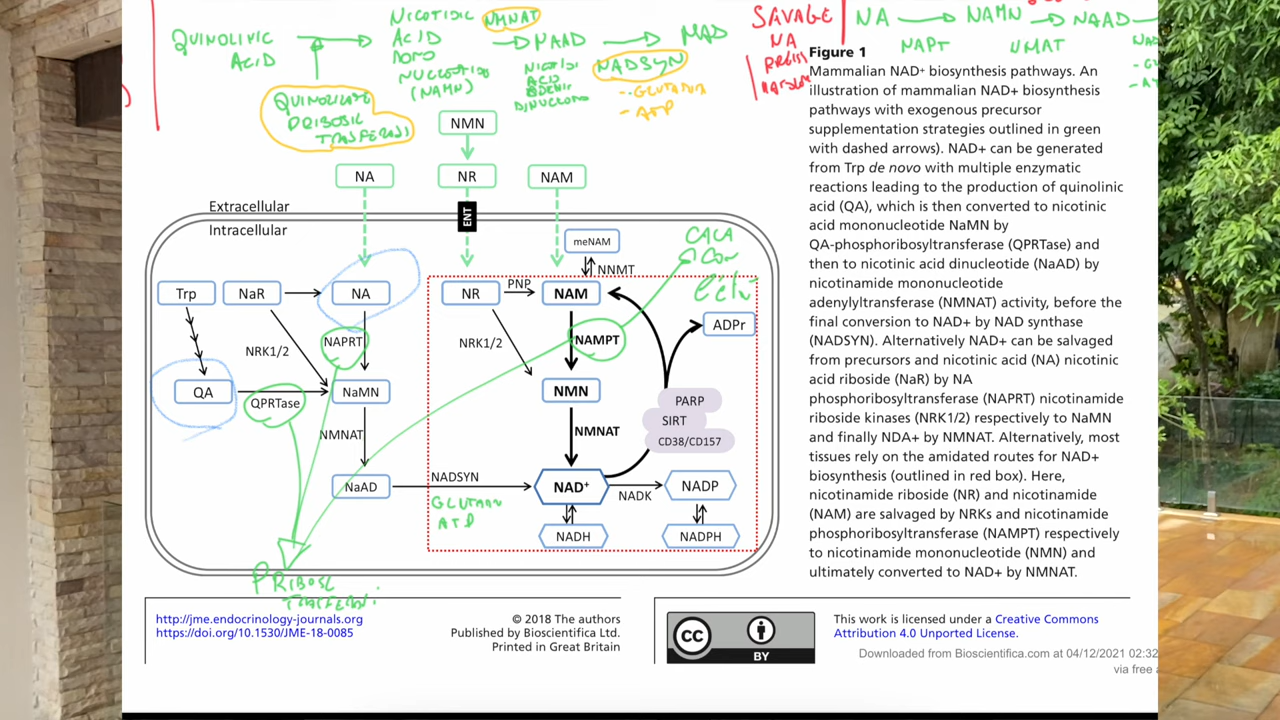 QUINOLINIC
ACID
NICOTINIC
ACID
MONO
NUCLEOTIDE
(NAMN)
NMNAT
NAAD
NAD
NADSYN
- GLUTAMIN
- ATP
SALVAGE
NA
NA
NAMN
NAAD
NAPT
Extracellular
Intracellular
NMN
NA
NR
NAM
ENT
meNAM
NNMT
CALA
CON
Trp
NaR
NA
NR
PNP
NAM
ADPr
NRK1/2
NAPRT
NRK1/2
NAMPT
QA
QPRTase
NaMN
NMN
PARP
SIRT
CD38/CD157
NMNAT
NMNAT
NaAD
NADSYN
NAD⁺
NADK
NADP
ATP
NADH
NADPH
Figure 1
Mammalian NAD⁺ biosynthesis pathways. An
illustration of mammalian NAD+ biosynthesis
pathways with exogenous precursor
supplementation strategies outlined in green
with dashed arrows). NAD+ can be generated
from Trp de novo with multiple enzymatic
reactions leading to the production of quinolinic
acid (QA), which is then converted to nicotinic
acid mononucleotide NaMN by
QA-phosphoribosyltransferase (QPRTase) and
then to nicotinic acid dinucleotide (NaAD) by
nicotinamide mononucleotide
adenylyltransferase (NMNAT) activity, before the
final conversion to NAD+ by NAD synthase
(NADSYN). Alternatively NAD+ can be salvaged
from precursors and nicotinic acid (NA) nicotinic
acid riboside (NaR) by NA
phosphoribosyltransferase (NAPRT) nicotinamide
riboside kinases (NRK1/2) respectively to NaMN
and finally NDA+ by NMNAT. Alternatively, most
tissues rely on the amidated routes for NAD+
biosynthesis (outlined in red box). Here,
nicotinamide riboside (NR) and nicotinamide
(NAM) are salvaged by NRKs and nicotinamide
phosphoribosyltransferase (NAMPT) respectively
to nicotinamide mononucleotide (NMN) and
ultimately converted to NAD+ by NMNAT.
http://jme.endocrinology-journals.org
https://doi.org/10.1530/JME-18-0085
© 2018 The authors
Published by Bioscientifica Ltd.
Printed in Great Britain
CC
BY
This work is licensed under a Creative Commons
Attribution 4.0 Unported License.
Downloaded from Bioscientifica.com at 04/12/2021 02:32
via free